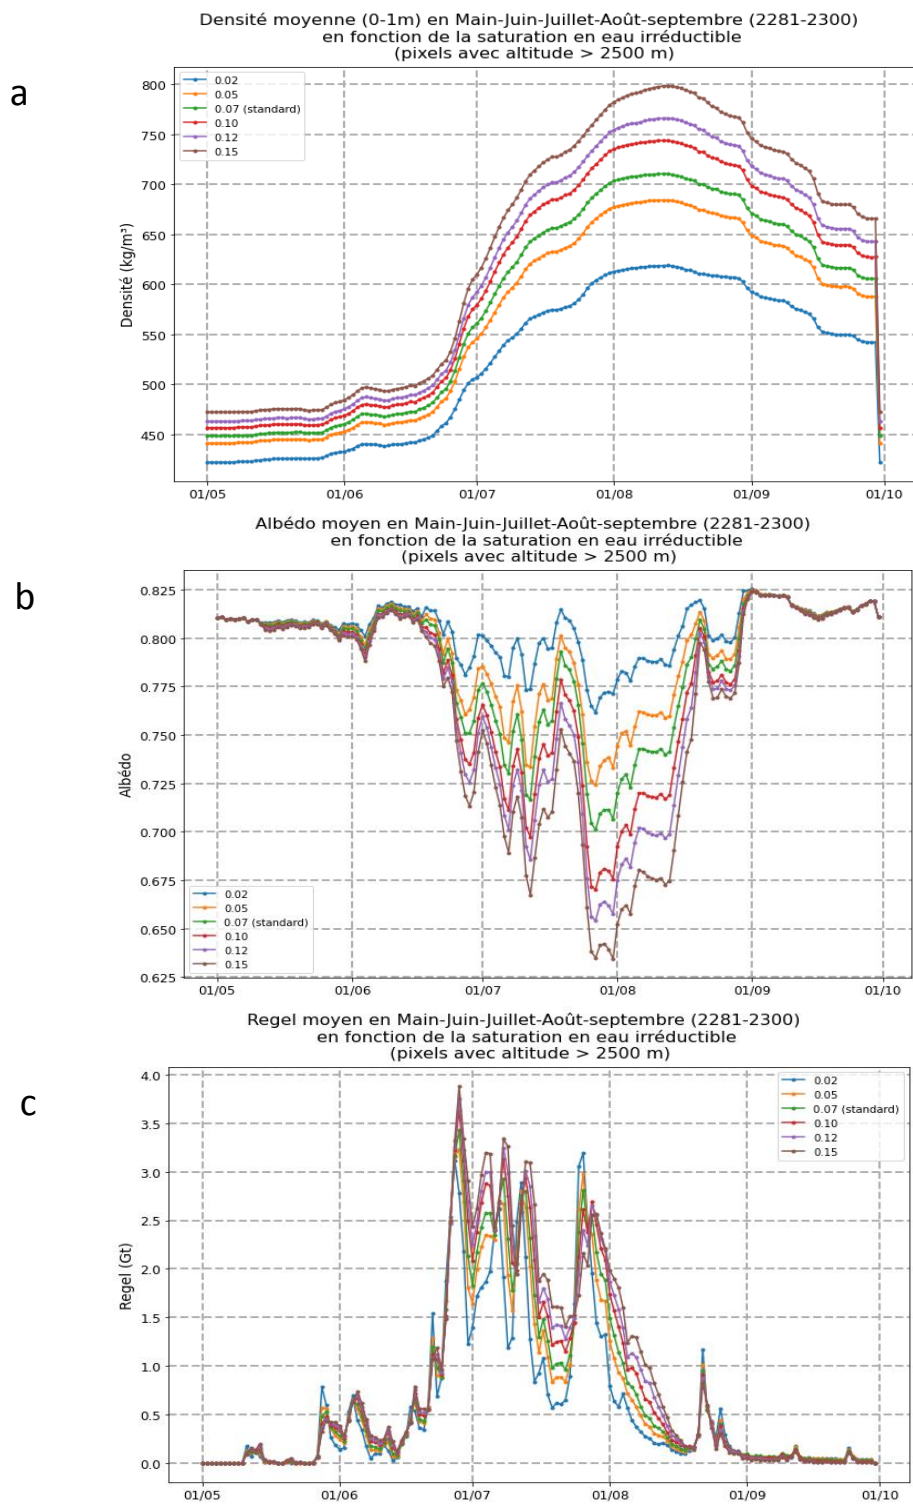 a
Densité moyenne (0-1m) en Main-Juin-Juillet-Août-septembre (2281-2300)
en fonction de la saturation en eau irréductible
(pixels avec altitude > 2500 m)
0.02
0.05
0.07 (standard)
0.10
0.12
0.15
Densité (kg/m³)
800
750
700
650
600
550
500
450
01/05 01/06 01/07 01/08 01/09 01/10
b
Albédo moyen en Main-Juin-Juillet-Août-septembre (2281-2300)
en fonction de la saturation en eau irréductible
(pixels avec altitude > 2500 m)
Albédo
0.825
0.800
0.775
0.750
0.725
0.700
0.675
0.650
0.625
0.02
0.05
0.07 (standard)
0.10
0.12
0.15
01/05 01/06 01/07 01/08 01/09 01/10
c
Regel moyen en Main-Juin-Juillet-Août-septembre (2281-2300)
en fonction de la saturation en eau irréductible
(pixels avec altitude > 2500 m)
0.02
0.05
0.07 (standard)
0.10
0.12
0.15
Regel (Gt)
4.0
3.5
3.0
2.5
2.0
1.5
1.0
0.5
0.0
01/05 01/06 01/07 01/08 01/09 01/10